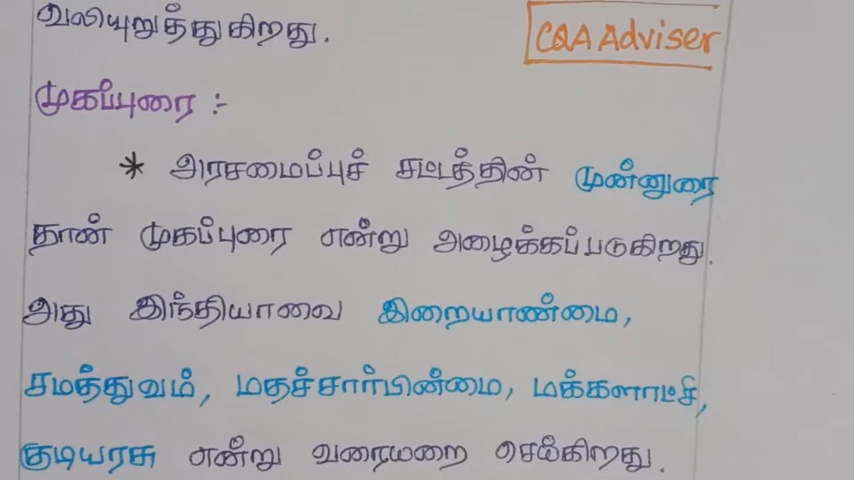 வலியுறுத்துகிறது.
CQA Adviser
முகப்புரை :-
* அரசமைப்புச் சட்டத்தின் முன்னுரை
தான் முகப்புரை என்று அழைக்கப்படுகிறது.
அது இந்தியாவை இறையாண்மை,
சமத்துவம், மதச்சார்பின்மை, மக்களாட்சி,
குடியரசு என்று வரையறை செய்கிறது.